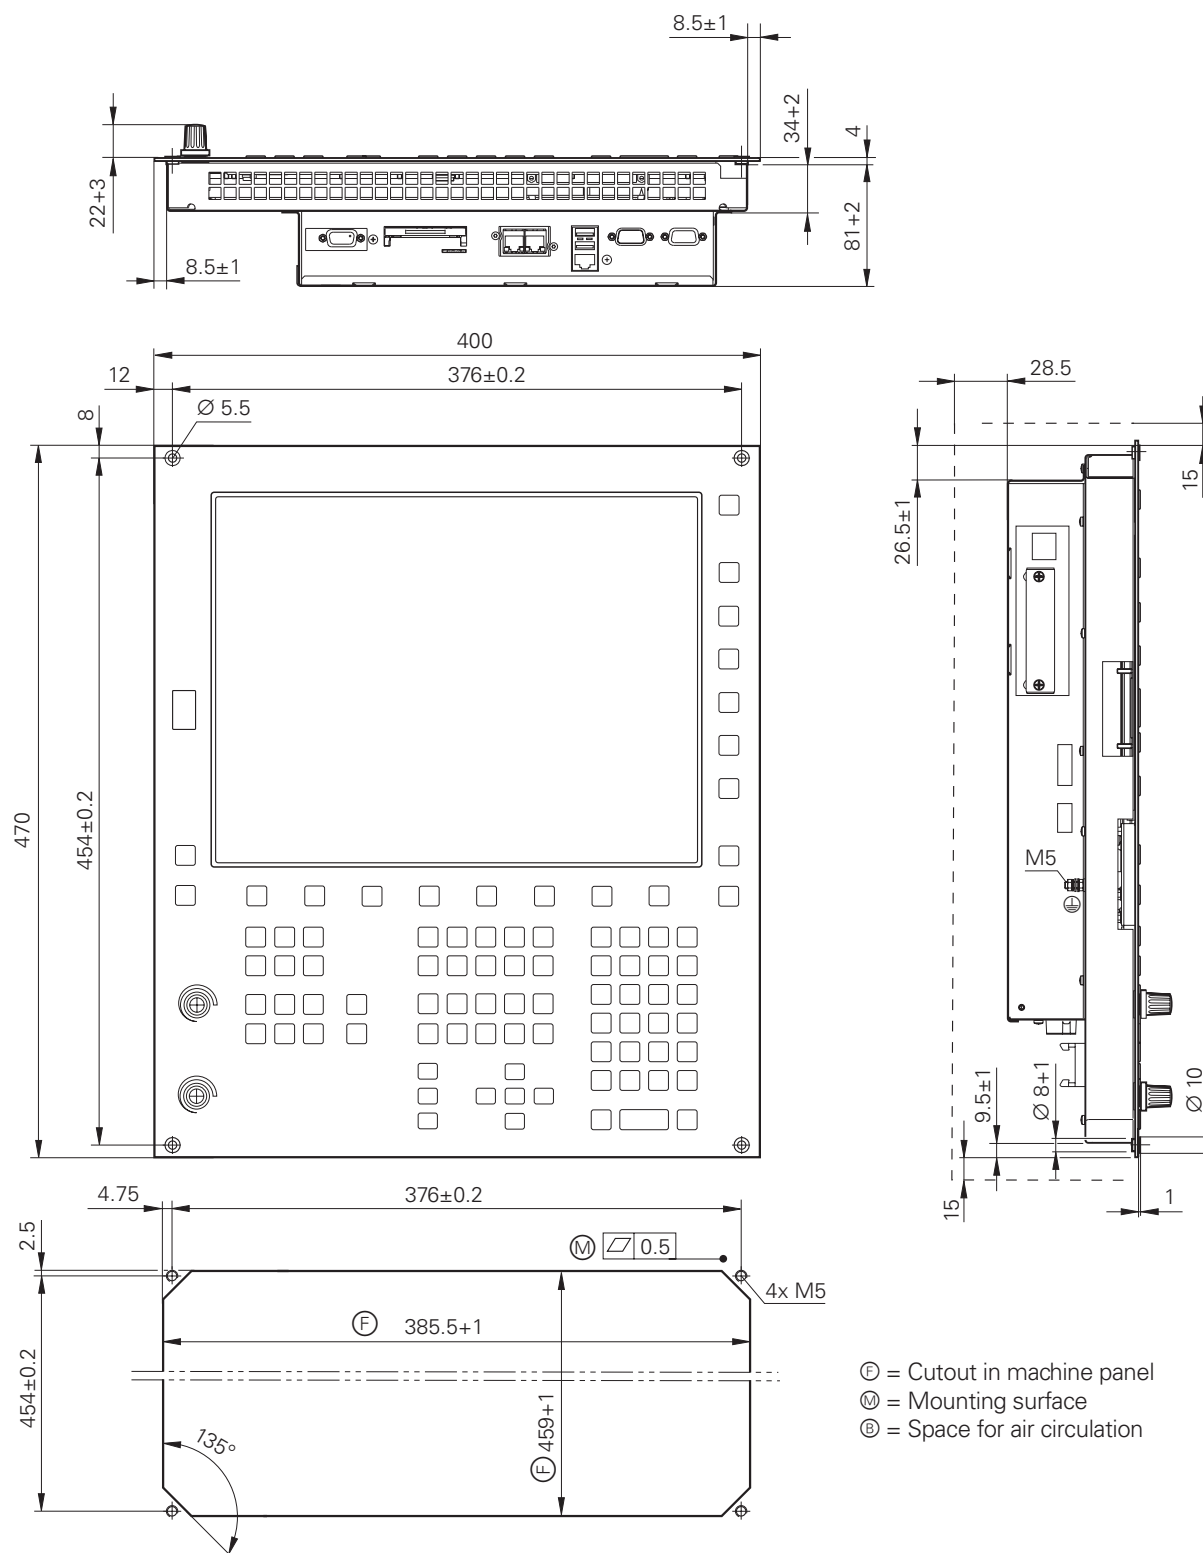 8.5±1
34+2
4
22+3
81+2
8.5±1
400
12
376±0.2
28.5
8
Ø 5.5
15
26.5±1
470
454±0.2
M5
9.5±1
Ø 8+1
Ø 10
4.75
376±0.2
15
1
2.5
Ⓜ ⏥ 0.5
4x M5
Ⓕ 385.5+1
454±0.2
135°
Ⓕ 459+1
Ⓕ = Cutout in machine panel
Ⓜ = Mounting surface
Ⓑ = Space for air circulation